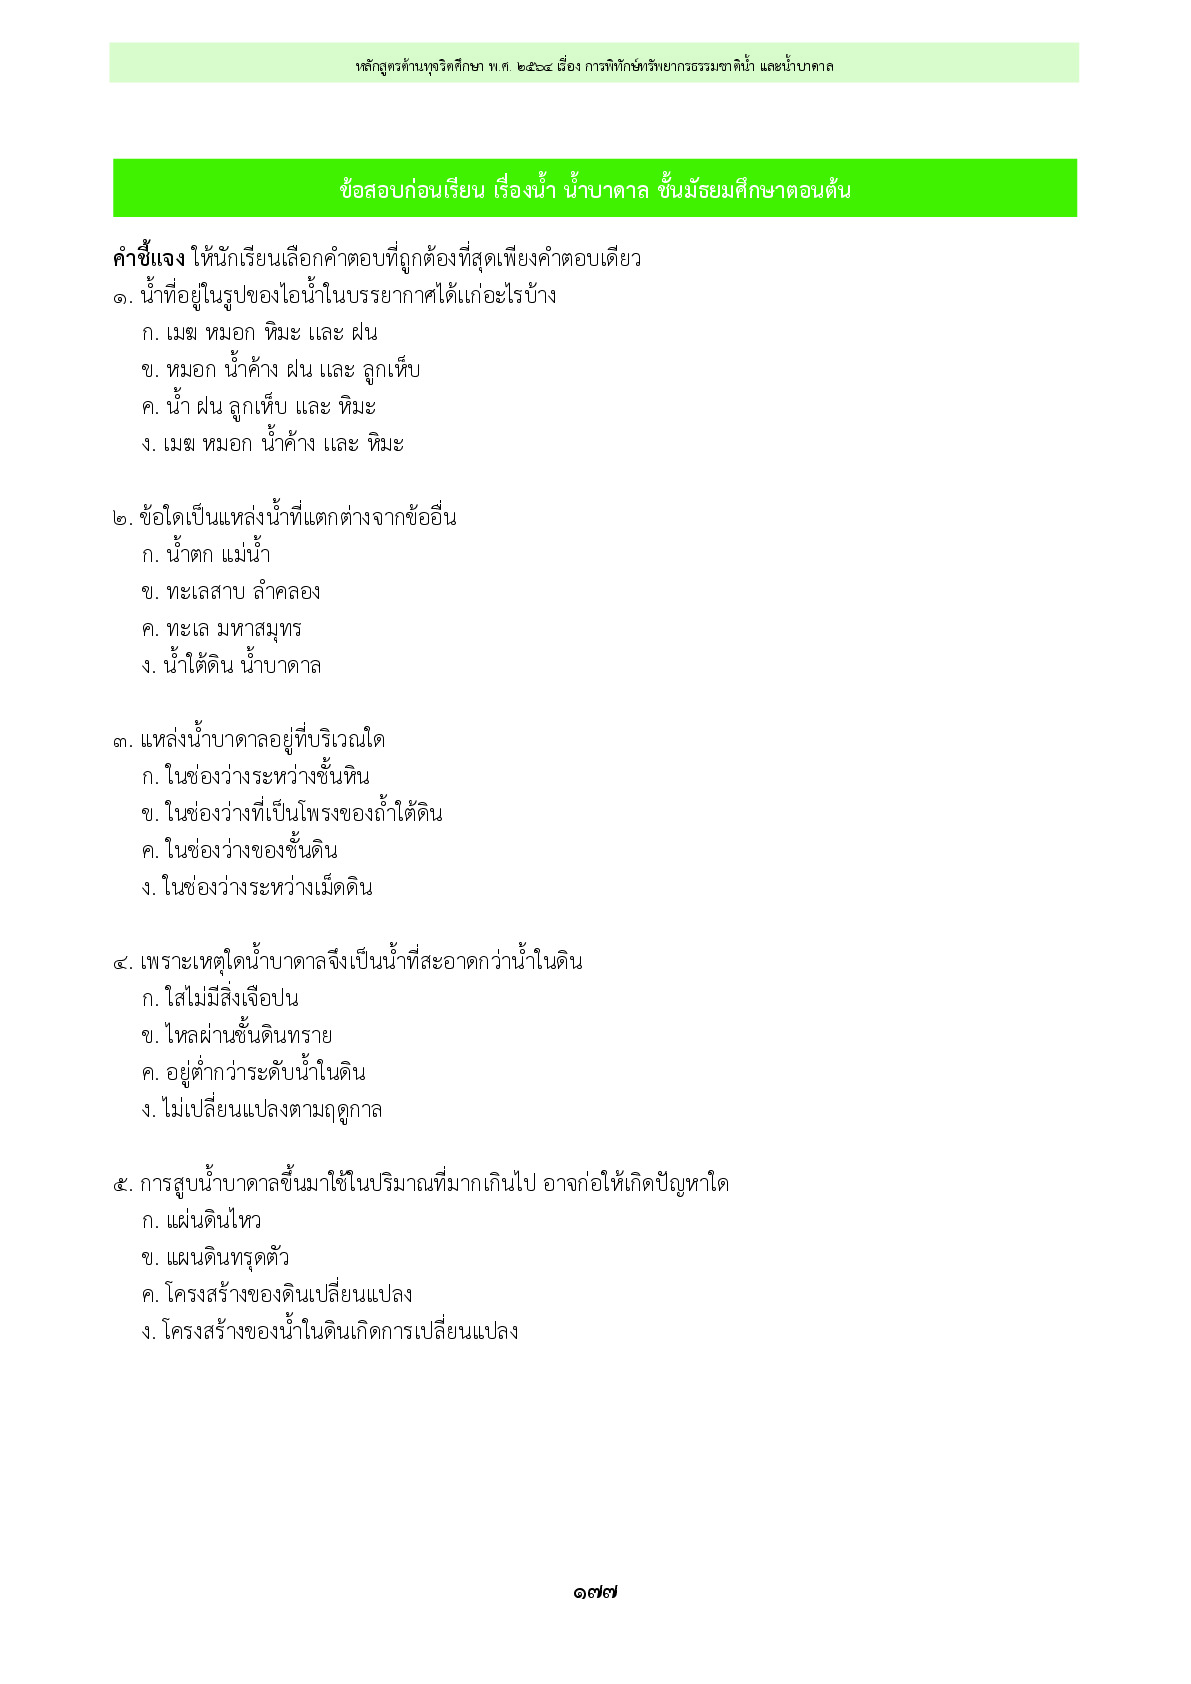 หลักสูตรต้านทุจริตศึกษา พ.ศ. ๒๕๖๔ เรื่อง การพิทักษ์ทรัพยากรธรรมชาติน้ำ และน้ำบาดาล
ข้อสอบก่อนเรียน เรื่องน้ำ น้ำบาดาล ชั้นมัธยมศึกษาตอนต้น
คำชี้แจง ให้นักเรียนเลือกคำตอบที่ถูกต้องที่สุดเพียงคำตอบเดียว
๑. น้ำที่อยู่ในรูปของไอน้ำในบรรยากาศได้แก่อะไรบ้าง
ก. เมฆ หมอก หิมะ และ ฝน
ข. หมอก น้ำค้าง ฝน และ ลูกเห็บ
ค. น้ำ ฝน ลูกเห็บ และ หิมะ
ง. เมฆ หมอก น้ำค้าง และ หิมะ
๒. ข้อใดเป็นแหล่งน้ำที่แตกต่างจากข้ออื่น
ก. น้ำตก แม่น้ำ
ข. ทะเลสาบ ลำคลอง
ค. ทะเล มหาสมุทร
ง. น้ำใต้ดิน น้ำบาดาล
๓. แหล่งน้ำบาดาลอยู่ที่บริเวณใด
ก. ในช่องว่างระหว่างชั้นหิน
ข. ในช่องว่างที่เป็นโพรงของถ้ำใต้ดิน
ค. ในช่องว่างของชั้นดิน
ง. ในช่องว่างระหว่างเม็ดดิน
๔. เพราะเหตุใดน้ำบาดาลจึงเป็นน้ำที่สะอาดกว่าน้ำในดิน
ก. ใสไม่มีสิ่งเจือปน
ข. ไหลผ่านชั้นดินทราย
ค. อยู่ต่ำกว่าระดับน้ำในดิน
ง. ไม่เปลี่ยนแปลงตามฤดูกาล
๕. การสูบน้ำบาดาลขึ้นมาใช้ในปริมาณที่มากเกินไป อาจก่อให้เกิดปัญหาใด
ก. แผ่นดินไหว
ข. แผนดินทรุดตัว
ค. โครงสร้างของดินเปลี่ยนแปลง
ง. โครงสร้างของน้ำในดินเกิดการเปลี่ยนแปลง
๑๗๗